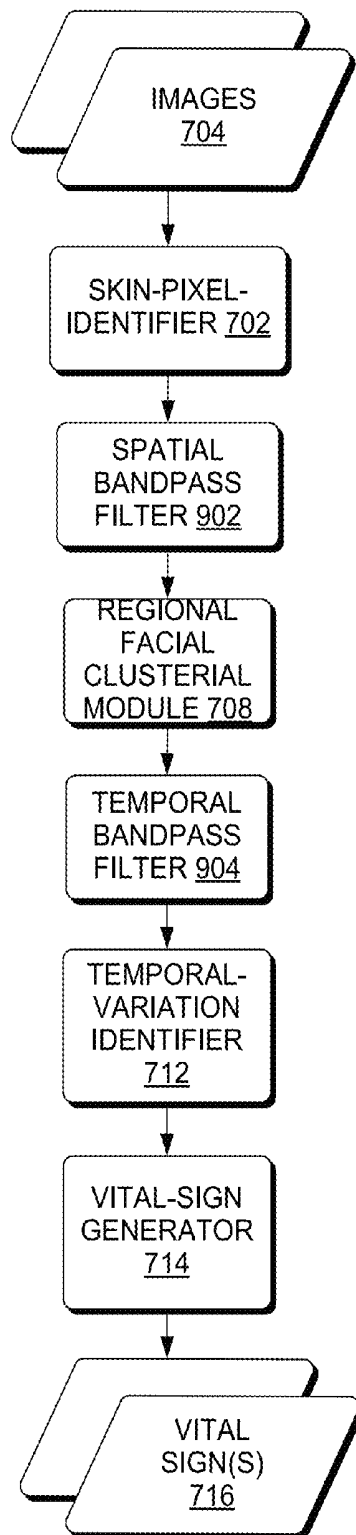 IMAGES
704
SKIN-PIXEL-
IDENTIFIER 702
SPATIAL
BANDPASS
FILTER 902
REGIONAL
FACIAL
CLUSTERIAL
MODULE 708
TEMPORAL
BANDPASS
FILTER 904
TEMPORAL-
VARIATION
IDENTIFIER
712
VITAL-SIGN
GENERATOR
714
VITAL
SIGN(S)
716